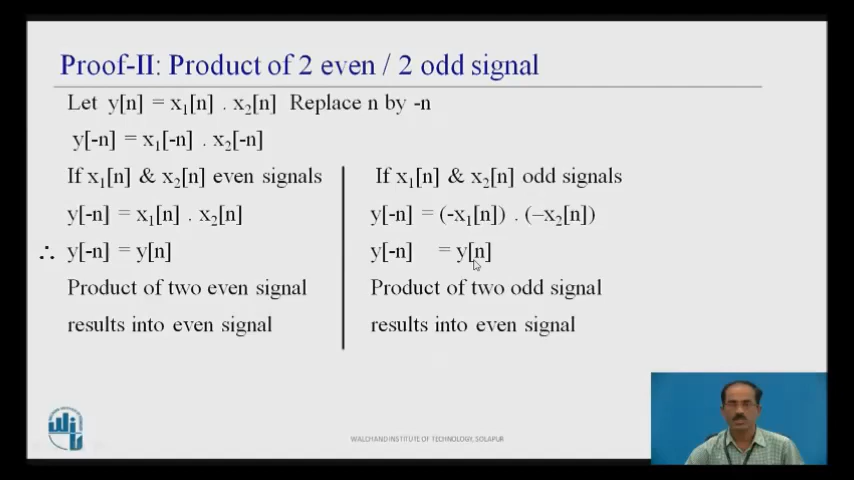 Proof-II: Product of 2 even / 2 odd signal
Let y[n] = x₁[n] . x₂[n] Replace n by -n
y[-n] = x₁[-n] . x₂[-n]
If x₁[n] & x₂[n] even signals
y[-n] = x₁[n] . x₂[n]
∴ y[-n] = y[n]
Product of two even signal
results into even signal
If x₁[n] & x₂[n] odd signals
y[-n] = (-x₁[n]) . (–x₂[n])
y[-n] = y[n]
Product of two odd signal
results into even signal
WALCHAND INSTITUTE OF TECHNOLOGY, SOLAPUR